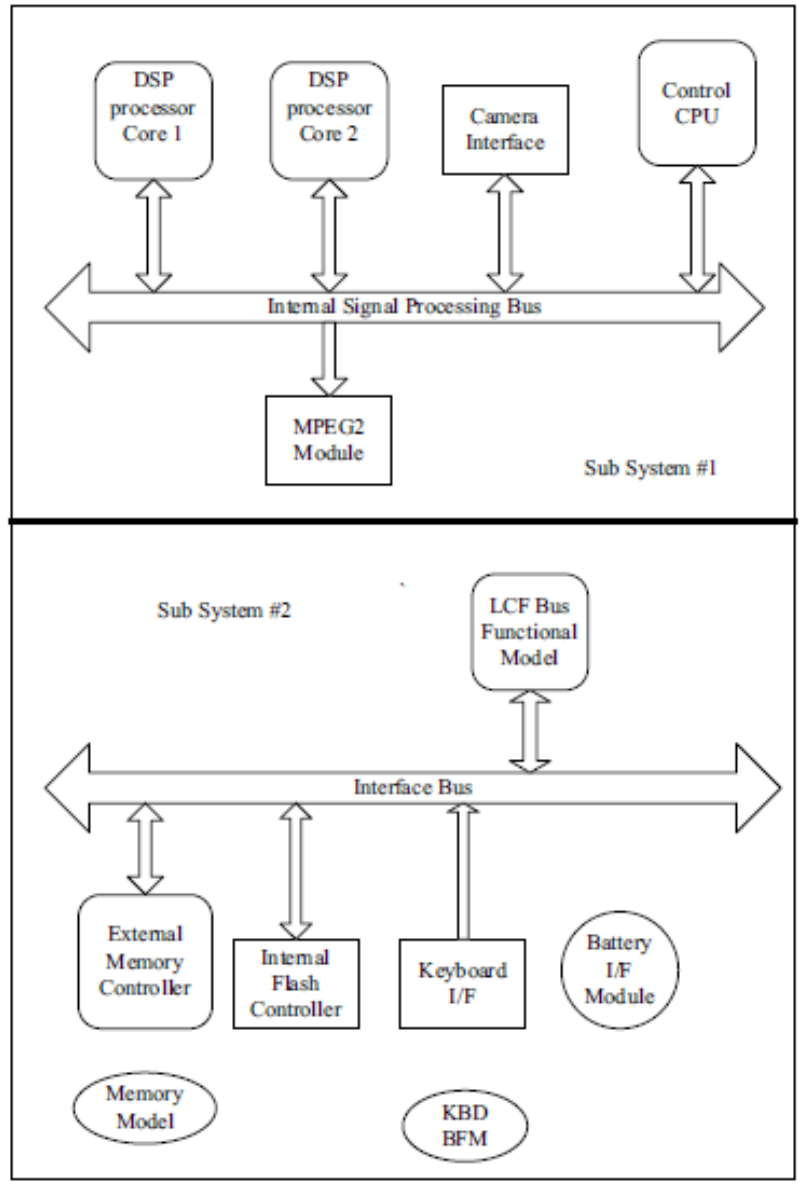 DSP
processor
Core 1
DSP
processor
Core 2
Camera
Interface
Control
CPU
Internal Signal Processing Bus
MPEG2
Module
Sub System #1
Sub System #2
LCF Bus
Functional
Model
Interface Bus
External
Memory
Controller
Internal
Flash
Controller
Keyboard
I/F
Battery
I/F
Module
Memory
Model
KBD
BFM